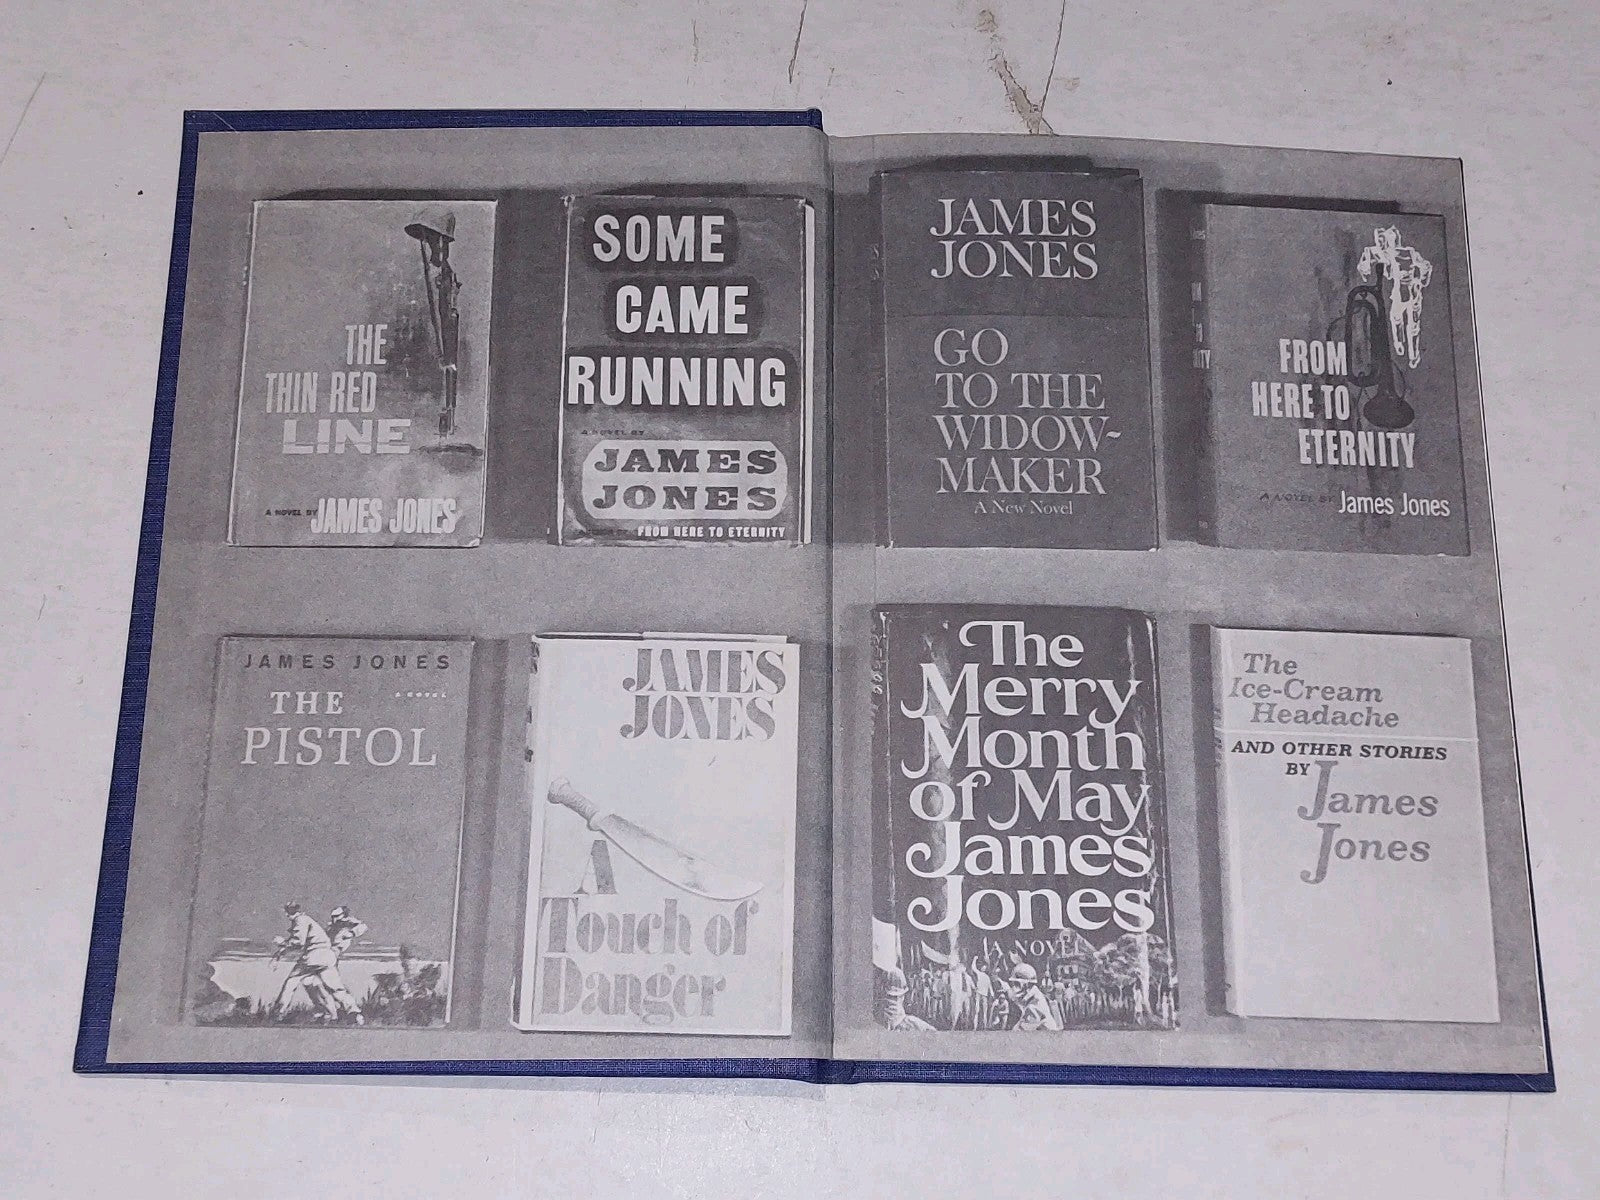 THE
THIN RED
LINE
A NOVEL BY JAMES JONES
SOME
CAME
RUNNING
A NOVEL BY
JAMES
JONES
FROM HERE TO ETERNITY
JAMES
JONES
GO
TO THE
WIDOW-
MAKER
A New Novel
FROM
HERE TO
ETERNITY
A NOVEL BY James Jones
JAMES JONES
THE A NOVEL
PISTOL
JAMES
JONES
A
Touch of
Danger
The
Merry
Month
of May
James
Jones
A NOVEL
The
Ice-Cream
Headache
AND OTHER STORIES
BY James
Jones